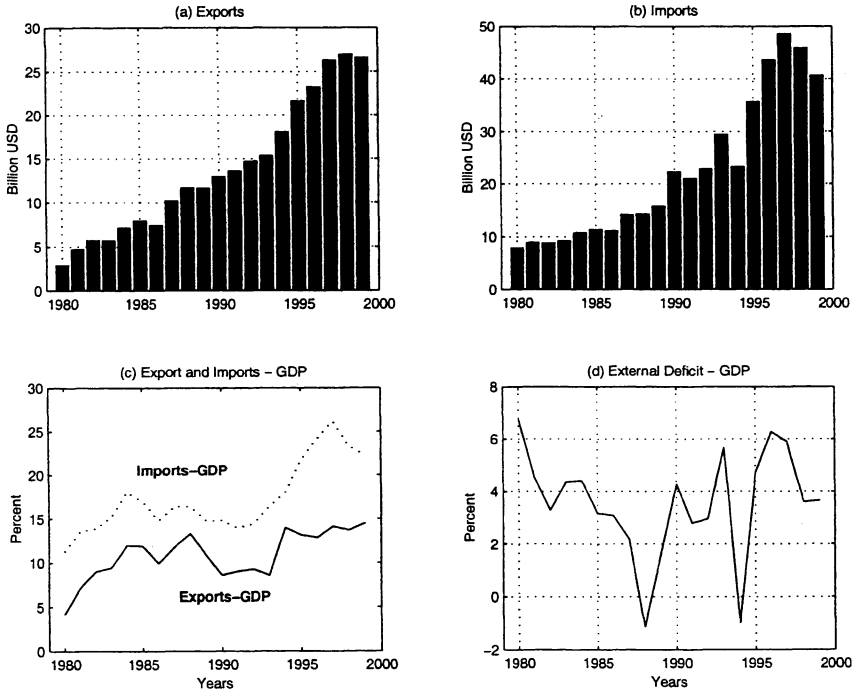 (a) Exports
Billion USD
30
25
20
15
10
5
0
1980 1985 1990 1995 2000
(b) Imports
Billion USD
50
40
30
20
10
0
1980 1985 1990 1995 2000
(c) Export and Imports – GDP
Percent
30
25
20
15
10
5
0
Imports–GDP
Exports–GDP
1980 1985 1990 1995 2000
Years
(d) External Deficit – GDP
Percent
8
6
4
2
0
–2
1980 1985 1990 1995 2000
Years